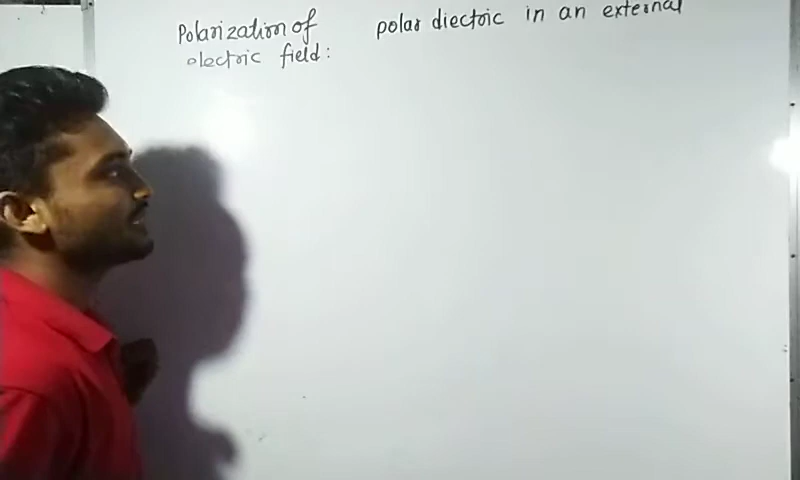 Polarization of polar diectric in an external
electric field: